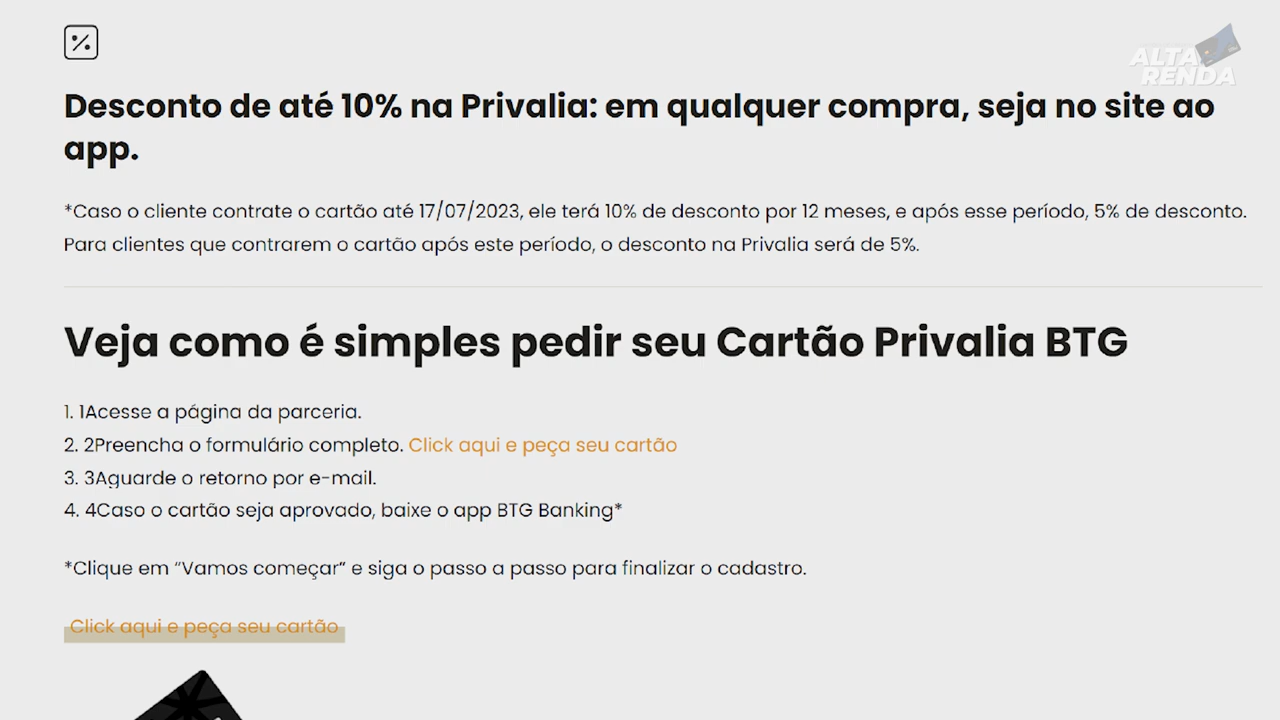 ALTA
RENDA
Desconto de até 10% na Privalia: em qualquer compra, seja no site ao
app.
*Caso o cliente contrate o cartão até 17/07/2023, ele terá 10% de desconto por 12 meses, e após esse período, 5% de desconto.
Para clientes que contrarem o cartão após este período, o desconto na Privalia será de 5%.
Veja como é simples pedir seu Cartão Privalia BTG
1. 1Acesse a página da parceria.
2. 2Preencha o formulário completo. Click aqui e peça seu cartão
3. 3Aguarde o retorno por e-mail.
4. 4Caso o cartão seja aprovado, baixe o app BTG Banking*
*Clique em “Vamos começar” e siga o passo a passo para finalizar o cadastro.
Click aqui e peça seu cartão